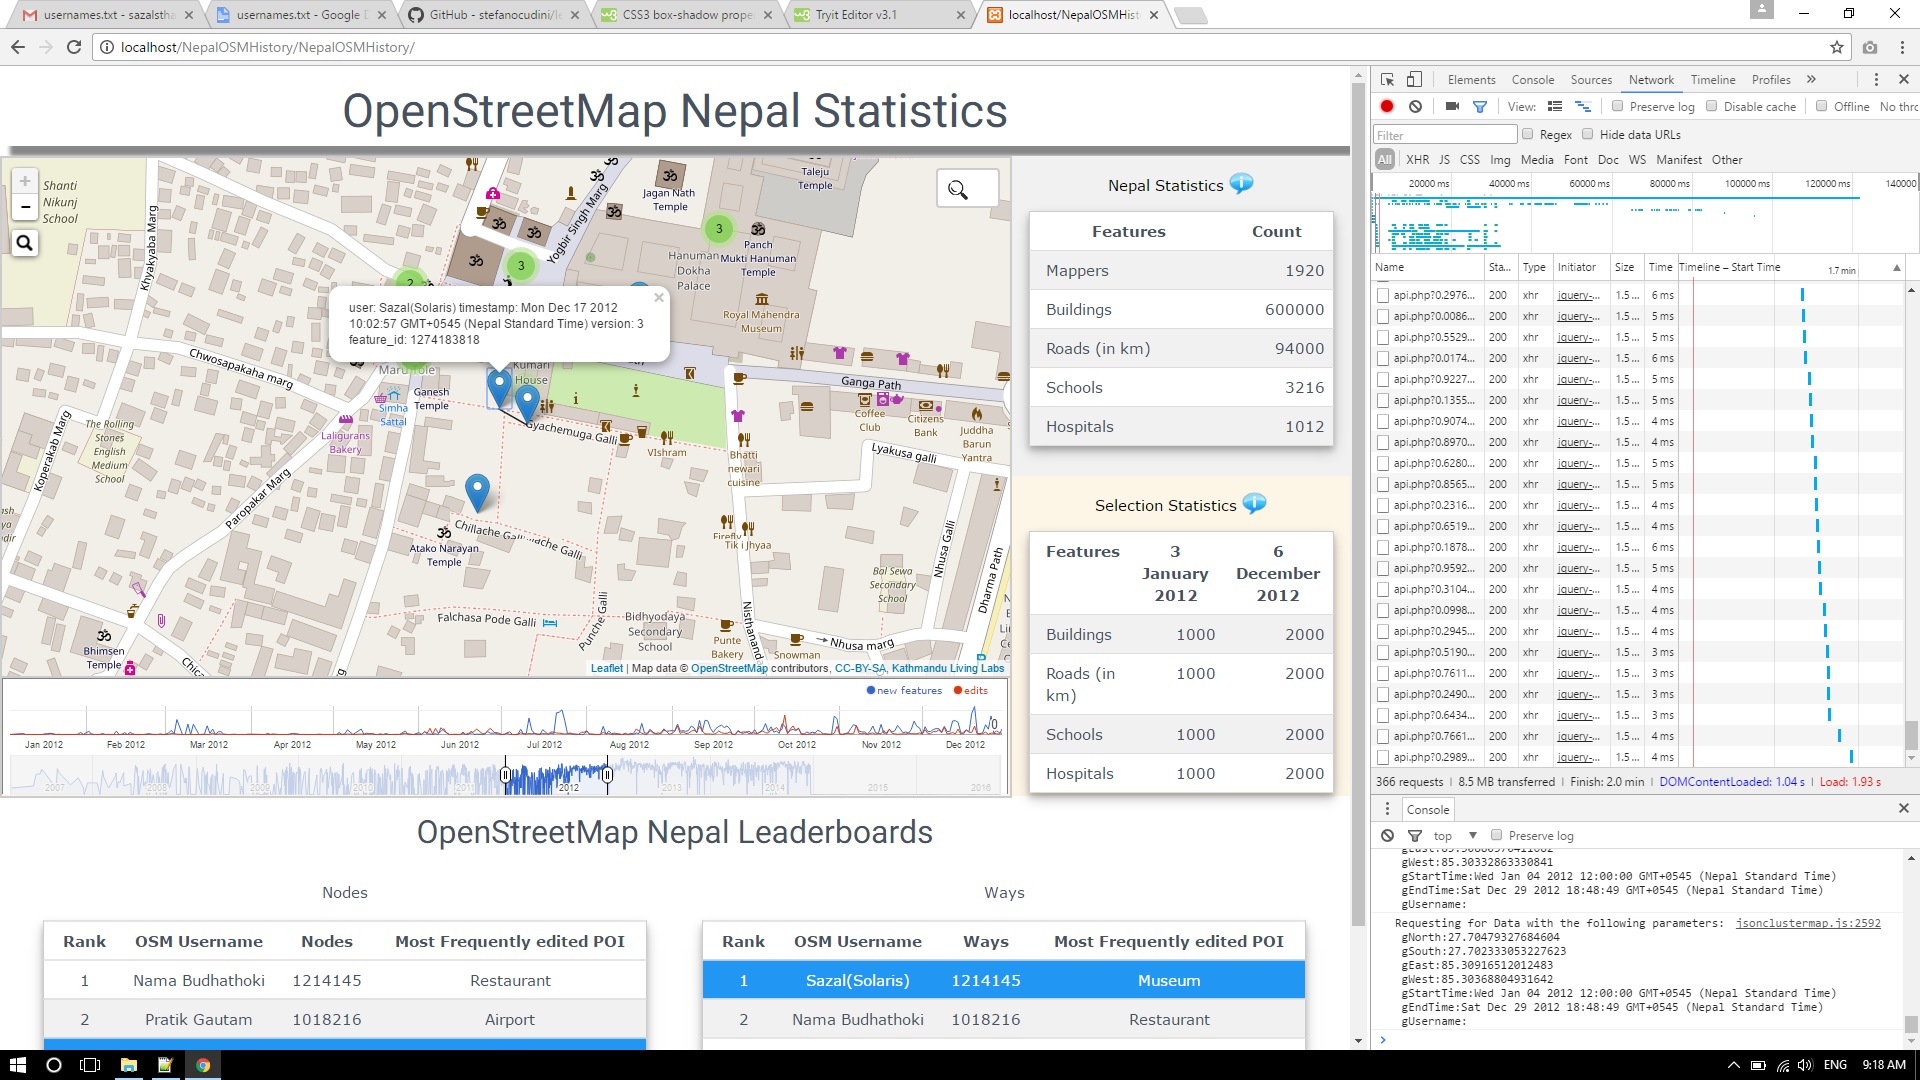 usernames.txt - sazalstha
usernames.txt - Google D
GitHub - stefanocudini/le
CSS3 box-shadow prope
Tryit Editor v3.1
localhost/NepalOSMHist
localhost/NepalOSMHistory/NepalOSMHistory/
OpenStreetMap Nepal Statistics
Shanti
Nikunj
School
Khyakyaba Marg
Yogbir Singh Marg
Jagan Nath
Temple
Taleju
Temple
Hanuman
Dokha
Palace
Panch
Mukti Hanuman
Temple
3
3
2
Royal Mahendra
Museum
user: Sazal(Solaris) timestamp: Mon Dec 17 2012
10:02:57 GMT+0545 (Nepal Standard Time) version: 3
feature_id: 1274183818
Chwosapakaha marg
Kumari
House
Ganesh
Temple
Simha
Sattal
Laligurans
Bakery
The Rolling
Stones
English
Medium
School
Koperakab Marg
Paropakar Marg
Gyachemuga Galli
VIshram
Ganga Path
Coffee
Club
Citizens
Bank
Juddha
Barun
Yantra
Lyakusa galli
Bhatti
newari
cuisine
Firefly
Tik i Jhyaa
Chillache Galli
Atako Narayan
Temple
Nhusa Galli
Dharma Path
Bal Sewa
Secondary
School
Falchasa Pode Galli
Punche Galli
Bidhyodaya
Secondary
School
Nisthananda
Punte
Bakery
Snowman
Nhusa marg
Bhimsen
Temple
Leaflet | Map data © OpenStreetMap contributors, CC-BY-SA, Kathmandu Living Labs
new features edits
Jan 2012 Feb 2012 Mar 2012 Apr 2012 May 2012 Jun 2012 Jul 2012 Aug 2012 Sep 2012 Oct 2012 Nov 2012 Dec 2012
2007 2008 2009 2010 2011 2012 2013 2014 2015 2016
Nepal Statistics
Features Count
Mappers 1920
Buildings 600000
Roads (in km) 94000
Schools 3216
Hospitals 1012
Selection Statistics
Features 3 January 2012 6 December 2012
Buildings 1000 2000
Roads (in km) 1000 2000
Schools 1000 2000
Hospitals 1000 2000
OpenStreetMap Nepal Leaderboards
Nodes
Rank OSM Username Nodes Most Frequently edited POI
1 Nama Budhathoki 1214145 Restaurant
2 Pratik Gautam 1018216 Airport
Ways
Rank OSM Username Ways Most Frequently edited POI
1 Sazal(Solaris) 1214145 Museum
2 Nama Budhathoki 1018216 Restaurant
Elements Console Sources Network Timeline Profiles
View: Preserve log Disable cache Offline No thro
Filter Regex Hide data URLs
All XHR JS CSS Img Media Font Doc WS Manifest Other
20000 ms 40000 ms 60000 ms 80000 ms 100000 ms 120000 ms 140000
Name Sta... Type Initiator Size Time Timeline – Start Time 1.7 min
api.php?0.2976... 200 xhr jquery-... 1.5 ... 6 ms
api.php?0.0086... 200 xhr jquery-... 1.5 ... 5 ms
api.php?0.5529... 200 xhr jquery-... 1.5 ... 5 ms
api.php?0.0174... 200 xhr jquery-... 1.5 ... 6 ms
api.php?0.9227... 200 xhr jquery-... 1.5 ... 5 ms
api.php?0.1355... 200 xhr jquery-... 1.5 ... 5 ms
api.php?0.9074... 200 xhr jquery-... 1.5 ... 4 ms
api.php?0.8970... 200 xhr jquery-... 1.5 ... 4 ms
api.php?0.6280... 200 xhr jquery-... 1.5 ... 5 ms
api.php?0.8565... 200 xhr jquery-... 1.5 ... 5 ms
api.php?0.2316... 200 xhr jquery-... 1.5 ... 4 ms
api.php?0.6519... 200 xhr jquery-... 1.5 ... 4 ms
api.php?0.1878... 200 xhr jquery-... 1.5 ... 6 ms
api.php?0.9592... 200 xhr jquery-... 1.5 ... 5 ms
api.php?0.3104... 200 xhr jquery-... 1.5 ... 4 ms
api.php?0.0998... 200 xhr jquery-... 1.5 ... 4 ms
api.php?0.2945... 200 xhr jquery-... 1.5 ... 4 ms
api.php?0.5190... 200 xhr jquery-... 1.5 ... 3 ms
api.php?0.7611... 200 xhr jquery-... 1.5 ... 3 ms
api.php?0.2490... 200 xhr jquery-... 1.5 ... 3 ms
api.php?0.6434... 200 xhr jquery-... 1.5 ... 3 ms
api.php?0.7661... 200 xhr jquery-... 1.5 ... 4 ms
api.php?0.2989... 200 xhr jquery-... 1.5 ... 4 ms
366 requests | 8.5 MB transferred | Finish: 2.0 min | DOMContentLoaded: 1.04 s | Load: 1.93 s
Console
top Preserve log
gWest:85.30332863330841
gStartTime:Wed Jan 04 2012 12:00:00 GMT+0545 (Nepal Standard Time)
gEndTime:Sat Dec 29 2012 18:48:49 GMT+0545 (Nepal Standard Time)
gUsername:
Requesting for Data with the following parameters: jsonclustermap.js:2592
gNorth:27.70479327684604
gSouth:27.702333053227623
gEast:85.30916512012483
gWest:85.30368804931642
gStartTime:Wed Jan 04 2012 12:00:00 GMT+0545 (Nepal Standard Time)
gEndTime:Sat Dec 29 2012 18:48:49 GMT+0545 (Nepal Standard Time)
gUsername:
ENG 9:18 AM